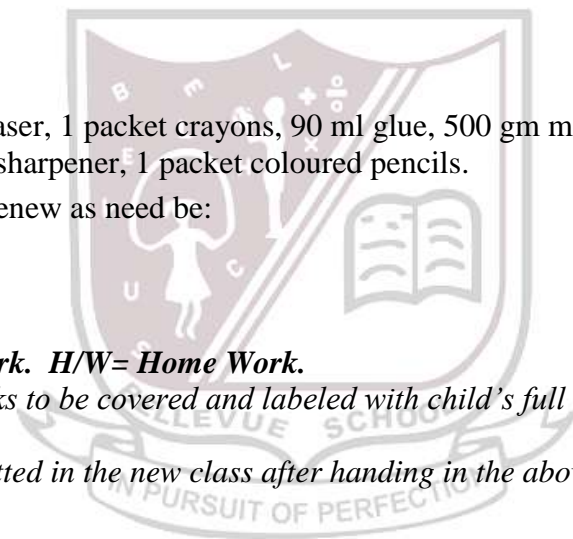 aser, 1 packet crayons, 90 ml glue, 500 gm m
sharpener, 1 packet coloured pencils.
enew as need be:
rk. H/W= Home Work.
ks to be covered and labeled with child’s full
tted in the new class after handing in the abov
BELLEVUE SCHOOL
IN PURSUIT OF PERFECTION